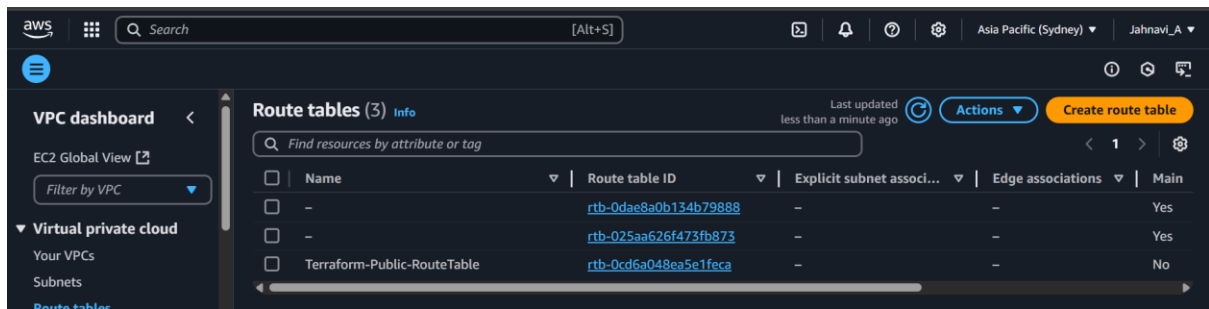 aws Search [Alt+S] Asia Pacific (Sydney) Jahnavi_A
VPC dashboard
EC2 Global View
Filter by VPC
Virtual private cloud
Your VPCs
Subnets
Route tables
Route tables (3) Info
Last updated
less than a minute ago
Actions
Create route table
Find resources by attribute or tag
1
Name Route table ID Explicit subnet associ... Edge associations Main
– rtb-0dae8a0b134b79888 – – Yes
– rtb-025aa626f473fb873 – – Yes
Terraform-Public-RouteTable rtb-0cd6a048ea5e1feca – – No